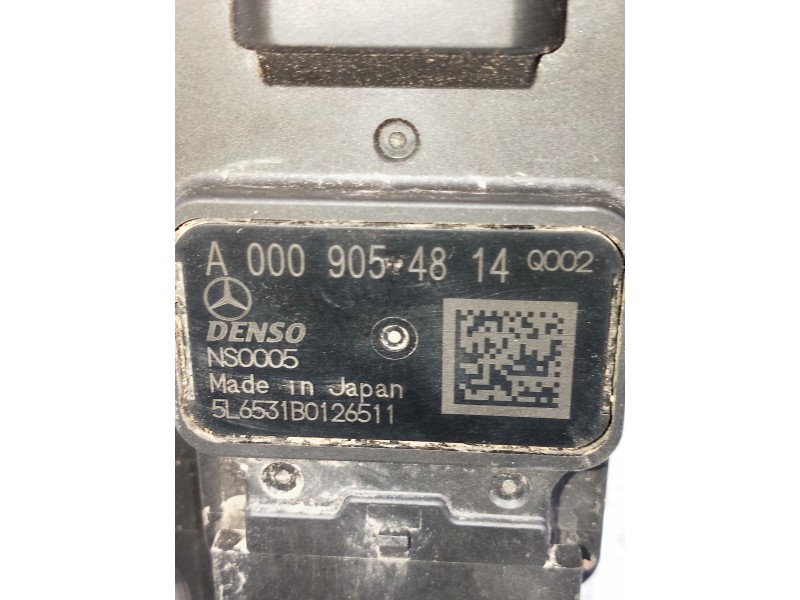 A 000 905 48 14 Q002
DENSO
NS0005
Made in Japan
5L6531B0126511